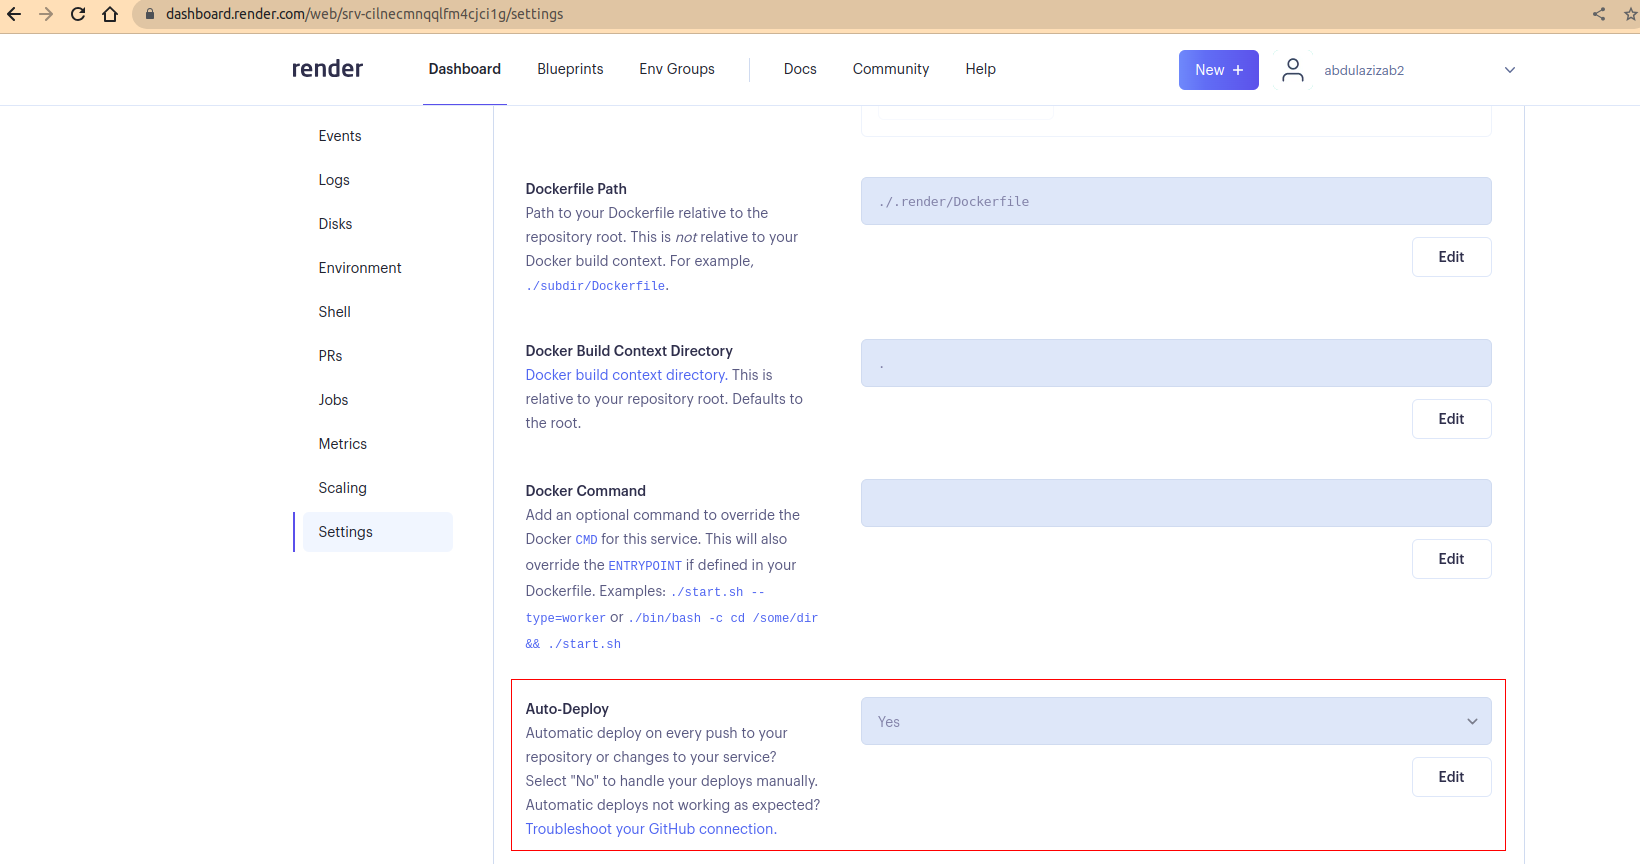 dashboard.render.com/web/srv-cilnecmnqqlfm4cjci1g/settings
render Dashboard Blueprints Env Groups Docs Community Help New + abdulazizab2
Events
Logs
Disks
Environment
Shell
PRs
Jobs
Metrics
Scaling
Settings
Dockerfile Path
Path to your Dockerfile relative to the
repository root. This is not relative to your
Docker build context. For example,
./subdir/Dockerfile.
./.render/Dockerfile
Edit
Docker Build Context Directory
Docker build context directory. This is
relative to your repository root. Defaults to
the root.
.
Edit
Docker Command
Add an optional command to override the
Docker CMD for this service. This will also
override the ENTRYPOINT if defined in your
Dockerfile. Examples: ./start.sh --
type=worker or ./bin/bash -c cd /some/dir
&& ./start.sh
Edit
Auto-Deploy
Automatic deploy on every push to your
repository or changes to your service?
Select "No" to handle your deploys manually.
Automatic deploys not working as expected?
Troubleshoot your GitHub connection.
Yes
Edit